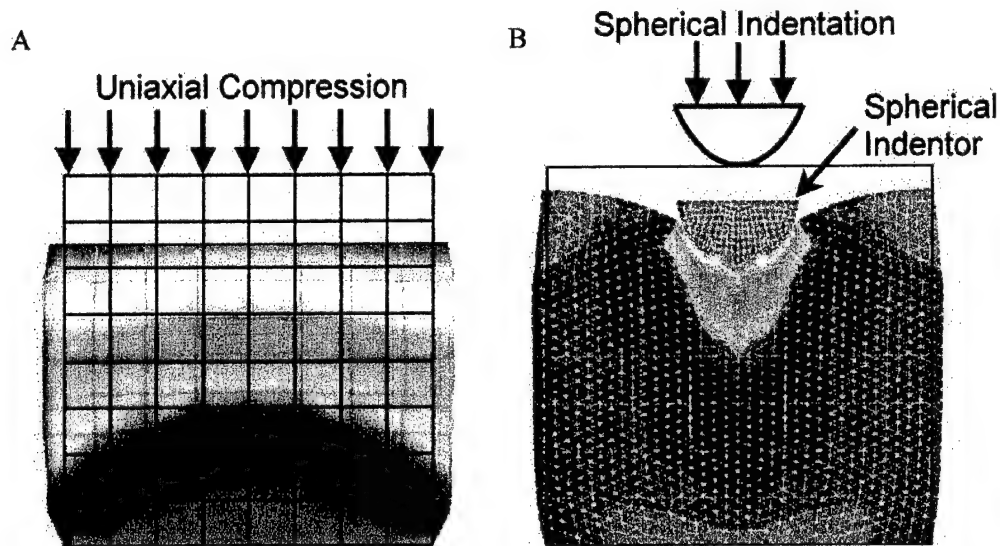 A
Uniaxial Compression
B
Spherical Indentation
Spherical
Indentor